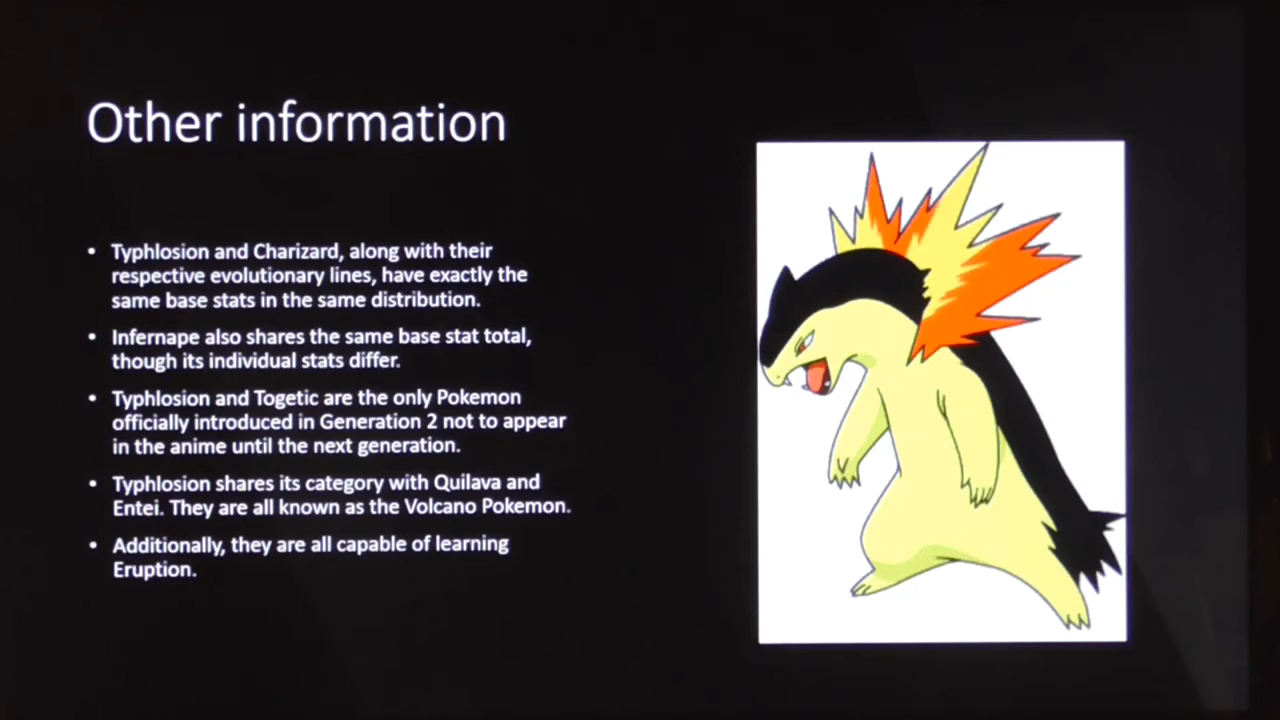 Other information
• Typhlosion and Charizard, along with their
respective evolutionary lines, have exactly the
same base stats in the same distribution.
• Infernape also shares the same base stat total,
though its individual stats differ.
• Typhlosion and Togetic are the only Pokemon
officially introduced in Generation 2 not to appear
in the anime until the next generation.
• Typhlosion shares its category with Quilava and
Entei. They are all known as the Volcano Pokemon.
• Additionally, they are all capable of learning
Eruption.